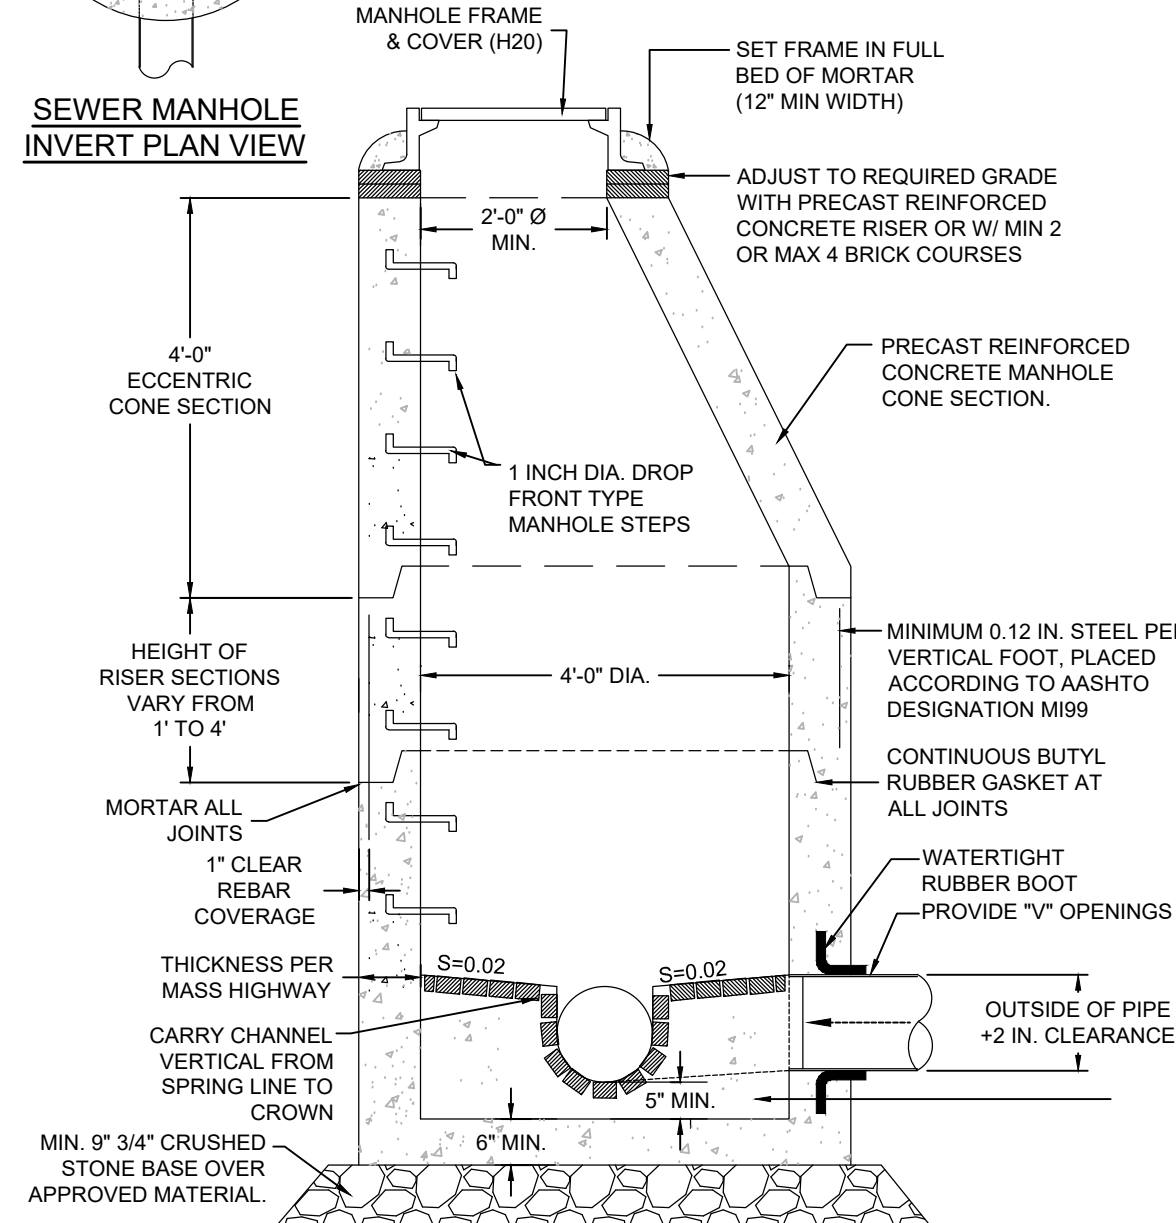 MANHOLE FRAME
& COVER (H20)
SET FRAME IN FULL
BED OF MORTAR
(12" MIN WIDTH)
SEWER MANHOLE
INVERT PLAN VIEW
ADJUST TO REQUIRED GRADE
WITH PRECAST REINFORCED
CONCRETE RISER OR W/ MIN 2
OR MAX 4 BRICK COURSES
2'-0" Ø
MIN.
4'-0"
ECCENTRIC
CONE SECTION
PRECAST REINFORCED
CONCRETE MANHOLE
CONE SECTION.
1 INCH DIA. DROP
FRONT TYPE
MANHOLE STEPS
HEIGHT OF
RISER SECTIONS
VARY FROM
1' TO 4'
4'-0" DIA.
MINIMUM 0.12 IN. STEEL PE
VERTICAL FOOT, PLACED
ACCORDING TO AASHTO
DESIGNATION MI99
CONTINUOUS BUTYL
RUBBER GASKET AT
ALL JOINTS
MORTAR ALL
JOINTS
1" CLEAR
REBAR
COVERAGE
WATERTIGHT
RUBBER BOOT
PROVIDE "V" OPENINGS
THICKNESS PER
MASS HIGHWAY
S=0.02
S=0.02
OUTSIDE OF PIPE
+2 IN. CLEARANCE
CARRY CHANNEL
VERTICAL FROM
SPRING LINE TO
CROWN
5" MIN.
6" MIN.
MIN. 9" 3/4" CRUSHED
STONE BASE OVER
APPROVED MATERIAL.